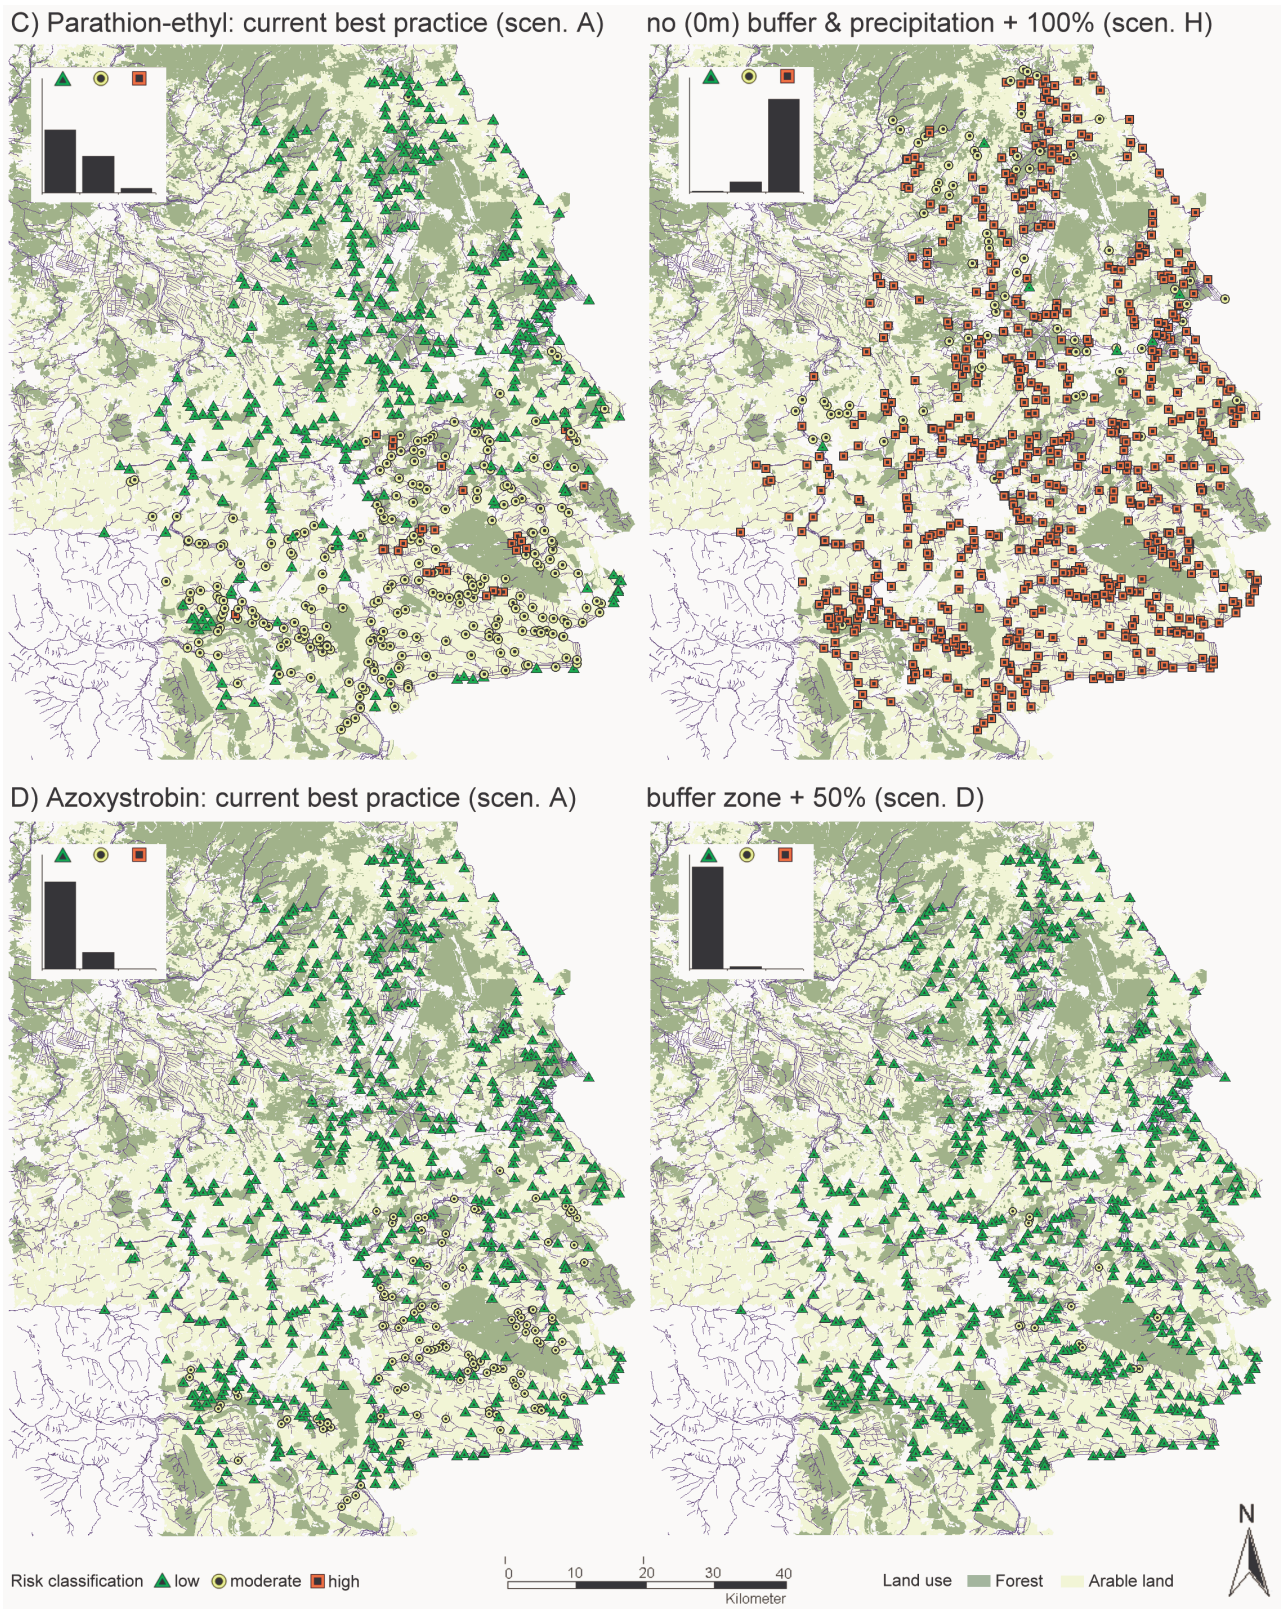 C) Parathion-ethyl: current best practice (scen. A)
no (0m) buffer & precipitation + 100% (scen. H)
D) Azoxystrobin: current best practice (scen. A)
buffer zone + 50% (scen. D)
N
Risk classification low moderate high
0 10 20 30 40
Kilometer
Land use Forest Arable land